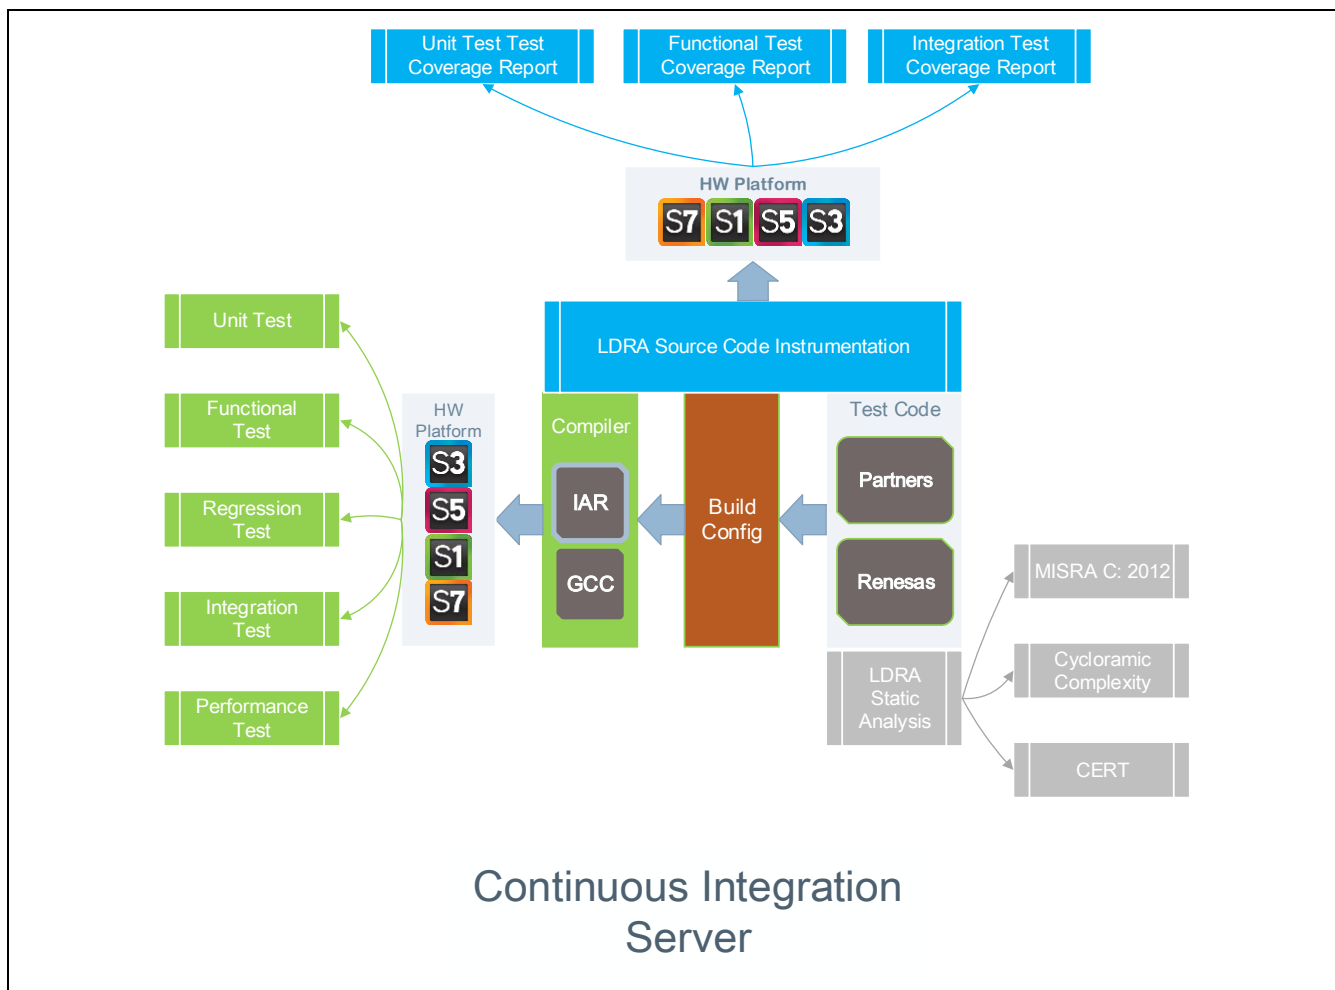 Unit Test Test
Coverage Report
Functional Test
Coverage Report
Integration Test
Coverage Report
HW Platform
S7 S1 S5 S3
LDRA Source Code Instrumentation
Unit Test
Functional
Test
Regression
Test
Integration
Test
Performance
Test
HW
Platform
S3
S5
S1
S7
Compiler
IAR
GCC
Build
Config
Test Code
Partners
Renesas
LDRA
Static
Analysis
MISRA C: 2012
Cycloramic
Complexity
CERT
Continuous Integration
Server